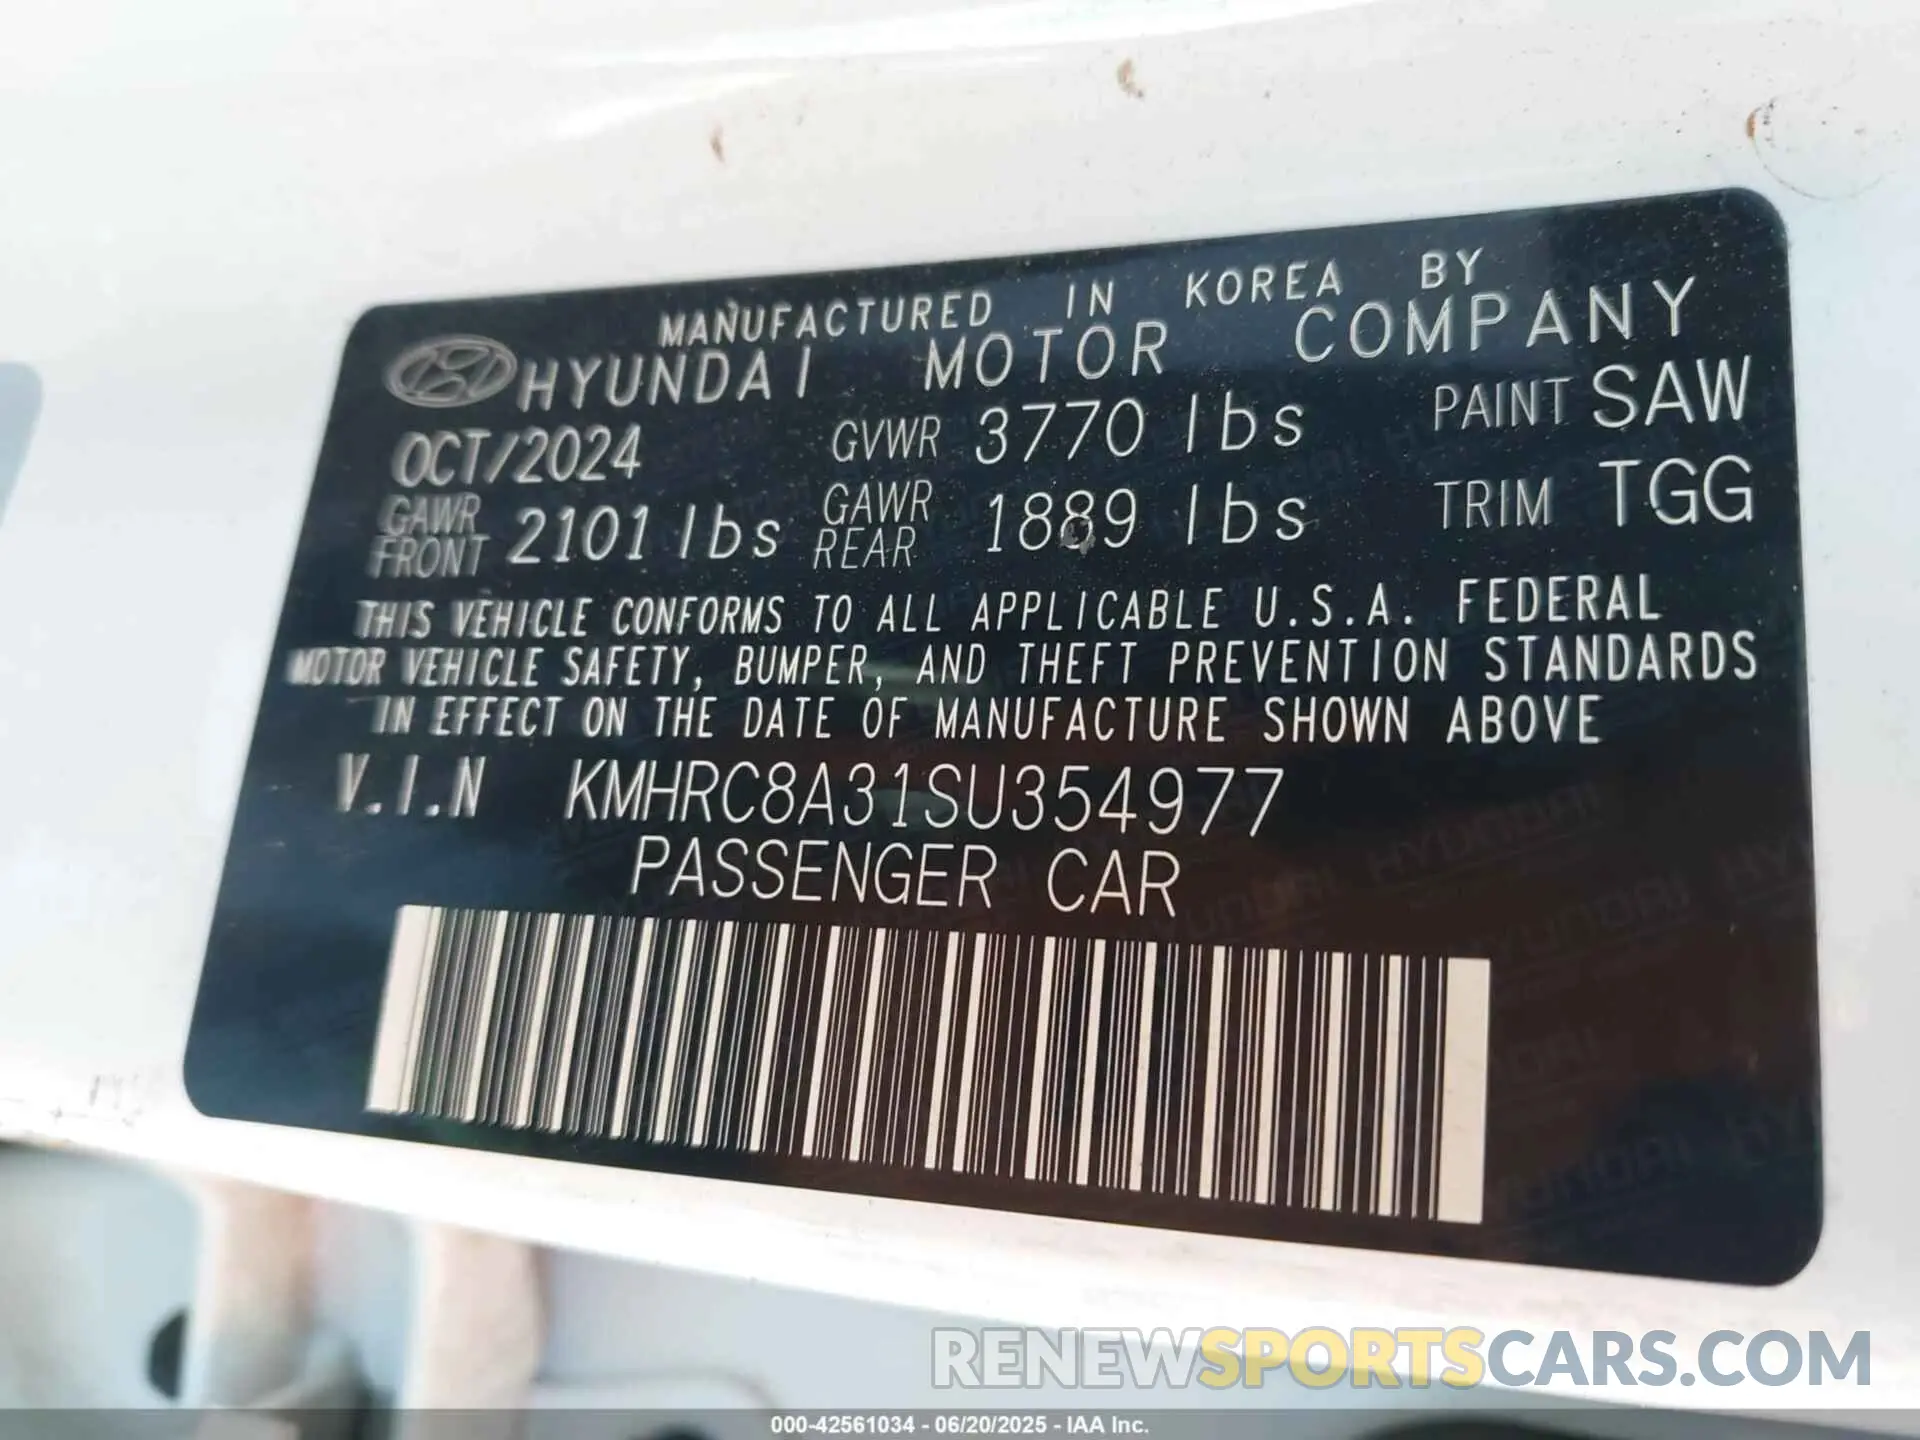 MANUFACTURED IN KOREA BY
HYUNDAI MOTOR COMPANY
OCT/2024 GVWR 3770 lbs PAINT SAW
GAWR FRONT 2101 lbs GAWR REAR 1889 lbs TRIM TGG
THIS VEHICLE CONFORMS TO ALL APPLICABLE U.S.A. FEDERAL
MOTOR VEHICLE SAFETY, BUMPER, AND THEFT PREVENTION STANDARDS
IN EFFECT ON THE DATE OF MANUFACTURE SHOWN ABOVE
V.I.N KMHRC8A31SU354977
PASSENGER CAR
RENEWSPORTSCARS.COM
000-42561034 - 06/20/2025 - IAA Inc.